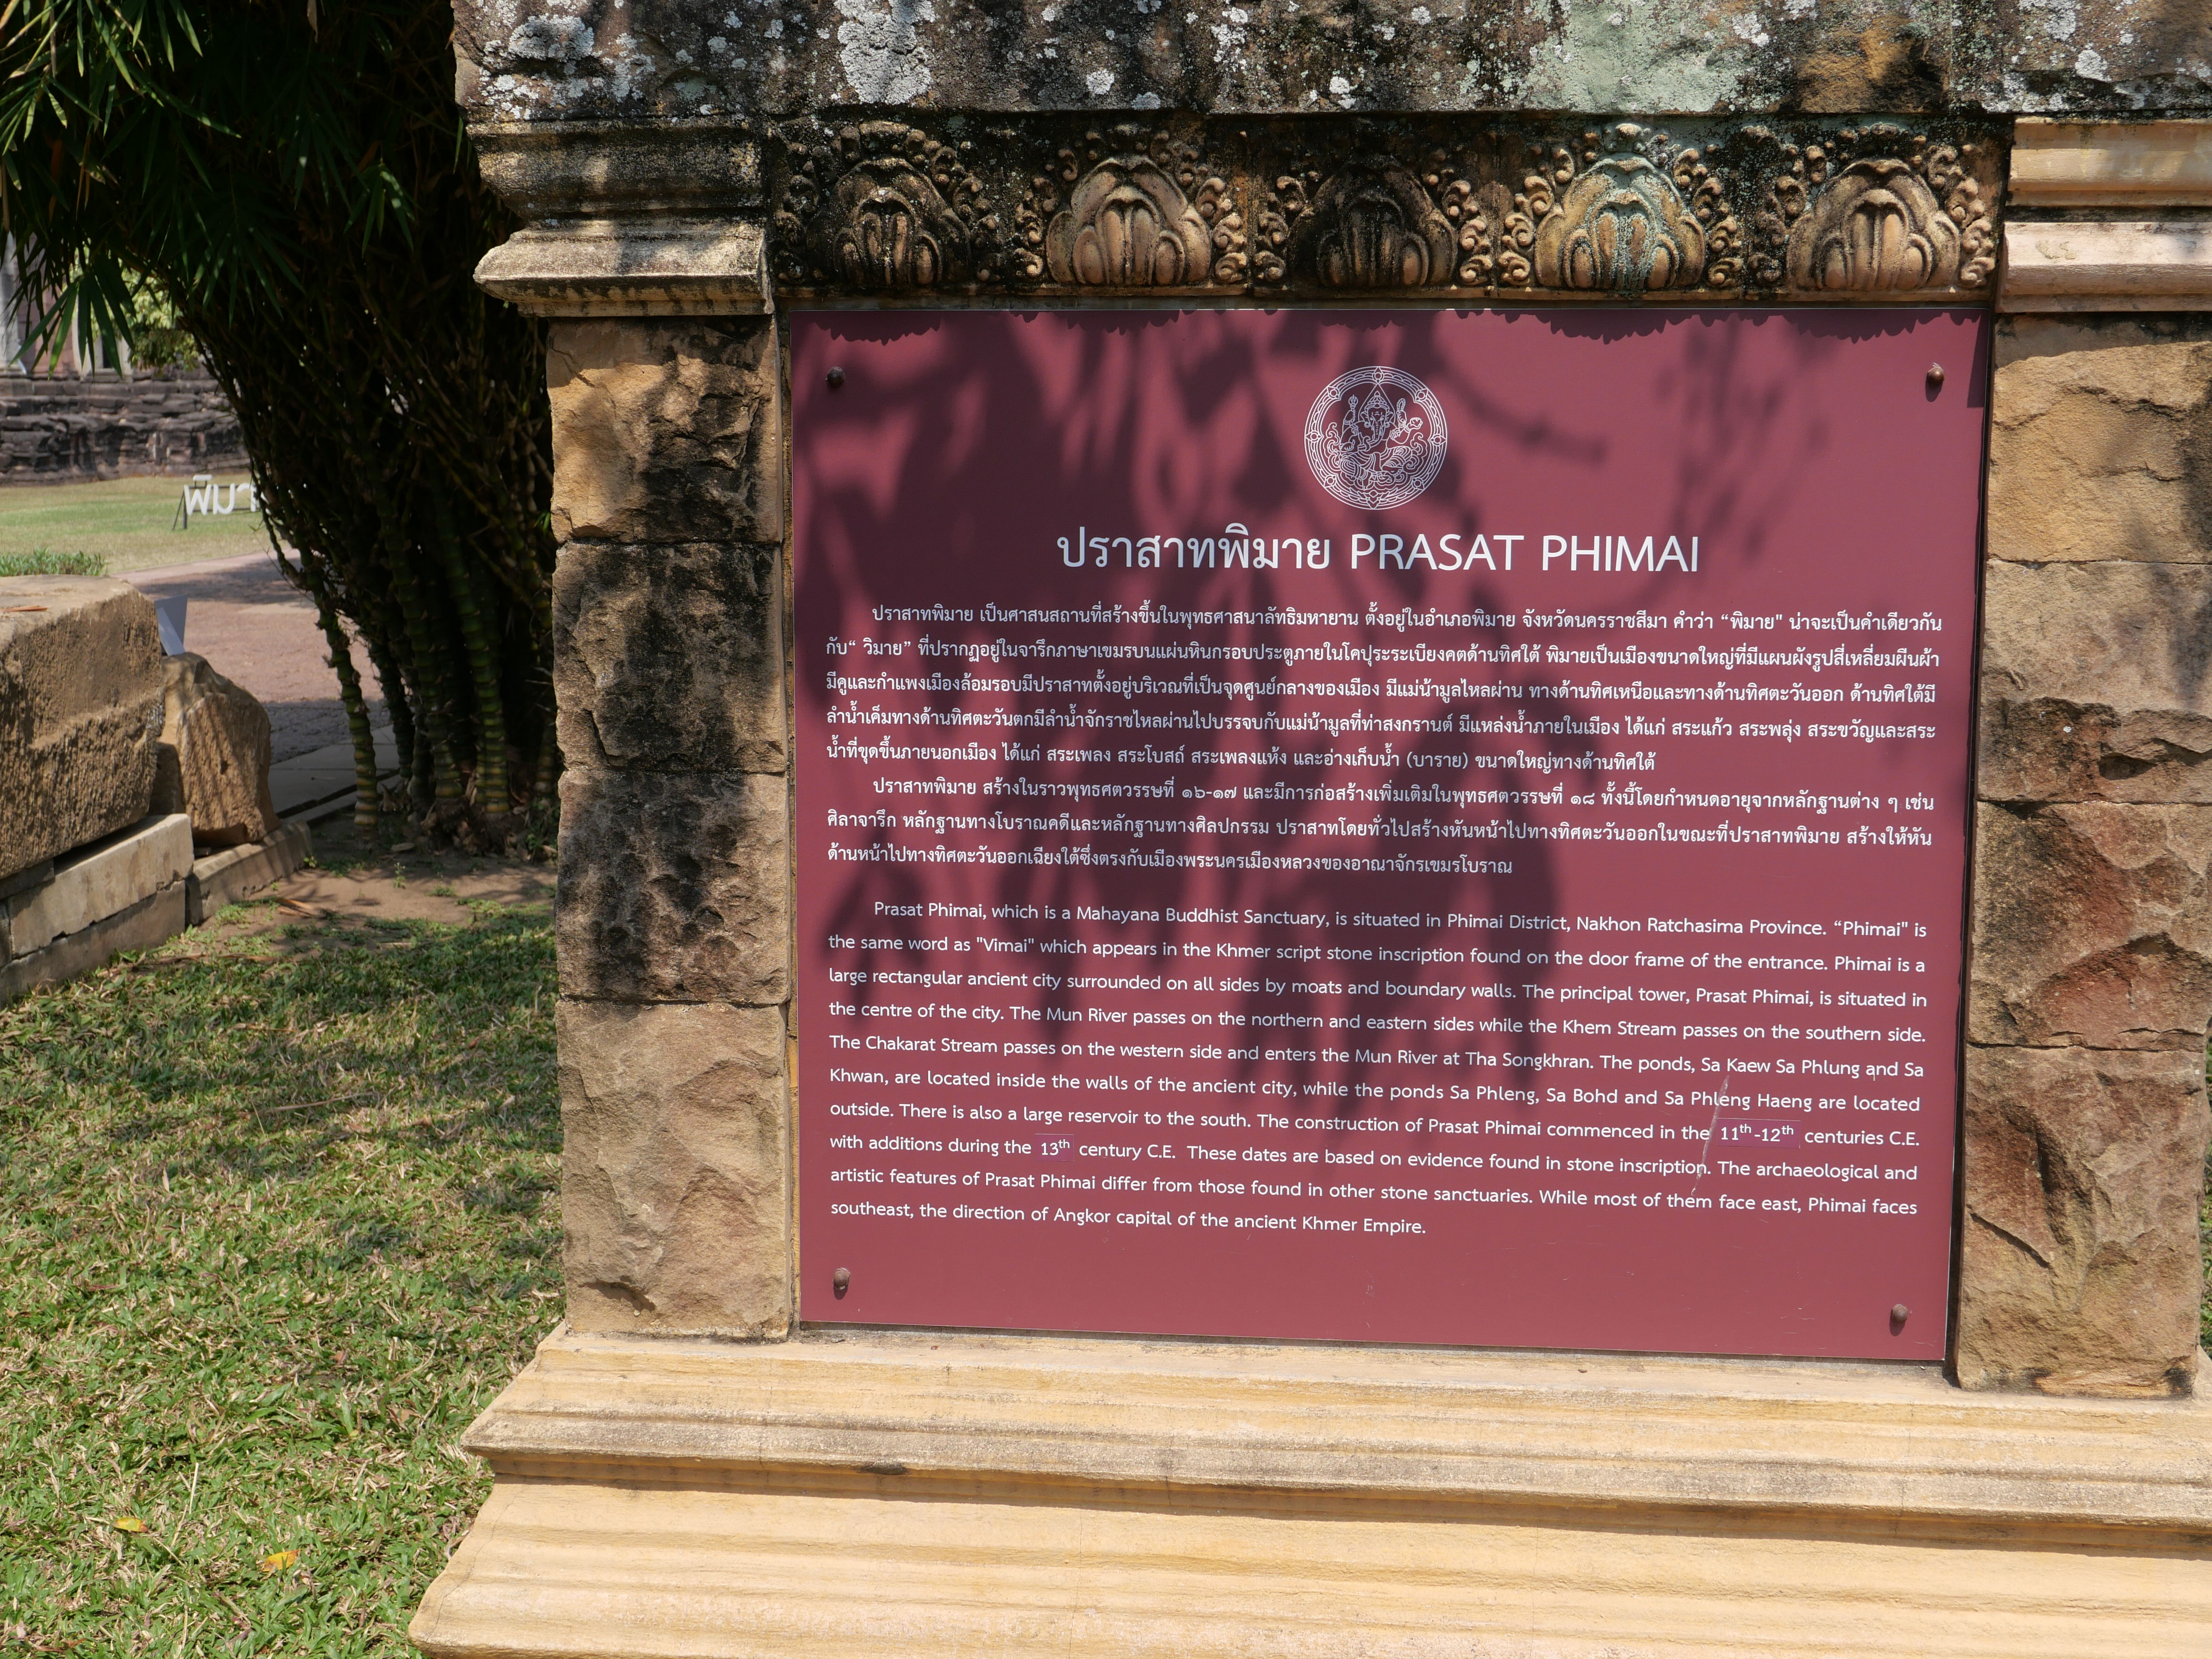 ปราสาทพิมาย PRASAT PHIMAI
ปราสาทพิมาย เป็นศาสนสถานที่สร้างขึ้นในพุทธศาสนาลัทธิมหายาน ตั้งอยู่ในอำเภอพิมาย จังหวัดนครราชสีมา คำว่า “พิมาย" น่าจะเป็นคำเดียวกัน
กับ“ วิมาย” ที่ปรากฏอยู่ในจารึกภาษาเขมรบนแผ่นหินกรอบประตูภายในโคปุระระเบียงคตด้านทิศใต้ พิมายเป็นเมืองขนาดใหญ่ที่มีแผนผังรูปสี่เหลี่ยมผืนผ้า
มีคูและกำแพงเมืองล้อมรอบมีปราสาทตั้งอยู่บริเวณที่เป็นจุดศูนย์กลางของเมือง มีแม่น้ำมูลไหลผ่าน ทางด้านทิศเหนือและทางด้านทิศตะวันออก ด้านทิศใต้มี
ลำน้ำเค็มทางด้านทิศตะวันตกมีลำน้ำจักราชไหลผ่านไปบรรจบกับแม่น้ำมูลที่ท่าสงกรานต์ มีแหล่งน้ำภายในเมือง ได้แก่ สระแก้ว สระพลุ่ง สระขวัญและสระ
น้ำที่ขุดขึ้นภายนอกเมือง ได้แก่ สระเพลง สระโบสถ์ สระเพลงแห้ง และอ่างเก็บน้ำ (บาราย) ขนาดใหญ่ทางด้านทิศใต้
ปราสาทพิมาย สร้างในราวพุทธศตวรรษที่ ๑๖-๑๗ และมีการก่อสร้างเพิ่มเติมในพุทธศตวรรษที่ ๑๘ ทั้งนี้โดยกำหนดอายุจากหลักฐานต่าง ๆ เช่น
ศิลาจารึก หลักฐานทางโบราณคดีและหลักฐานทางศิลปกรรม ปราสาทโดยทั่วไปสร้างหันหน้าไปทางทิศตะวันออกในขณะที่ปราสาทพิมาย สร้างให้หัน
ด้านหน้าไปทางทิศตะวันออกเฉียงใต้ซึ่งตรงกับเมืองพระนครเมืองหลวงของอาณาจักรเขมรโบราณ
Prasat Phimai, which is a Mahayana Buddhist Sanctuary, is situated in Phimai District, Nakhon Ratchasima Province. “Phimai" is
the same word as "Vimai" which appears in the Khmer script stone inscription found on the door frame of the entrance. Phimai is a
large rectangular ancient city surrounded on all sides by moats and boundary walls. The principal tower, Prasat Phimai, is situated in
the centre of the city. The Mun River passes on the northern and eastern sides while the Khem Stream passes on the southern side.
The Chakarat Stream passes on the western side and enters the Mun River at Tha Songkhran. The ponds, Sa Kaew Sa Phlung and Sa
Khwan, are located inside the walls of the ancient city, while the ponds Sa Phleng, Sa Bohd and Sa Phleng Haeng are located
outside. There is also a large reservoir to the south. The construction of Prasat Phimai commenced in the 11th-12th centuries C.E.
with additions during the 13th century C.E. These dates are based on evidence found in stone inscription. The archaeological and
artistic features of Prasat Phimai differ from those found in other stone sanctuaries. While most of them face east, Phimai faces
southeast, the direction of Angkor capital of the ancient Khmer Empire.